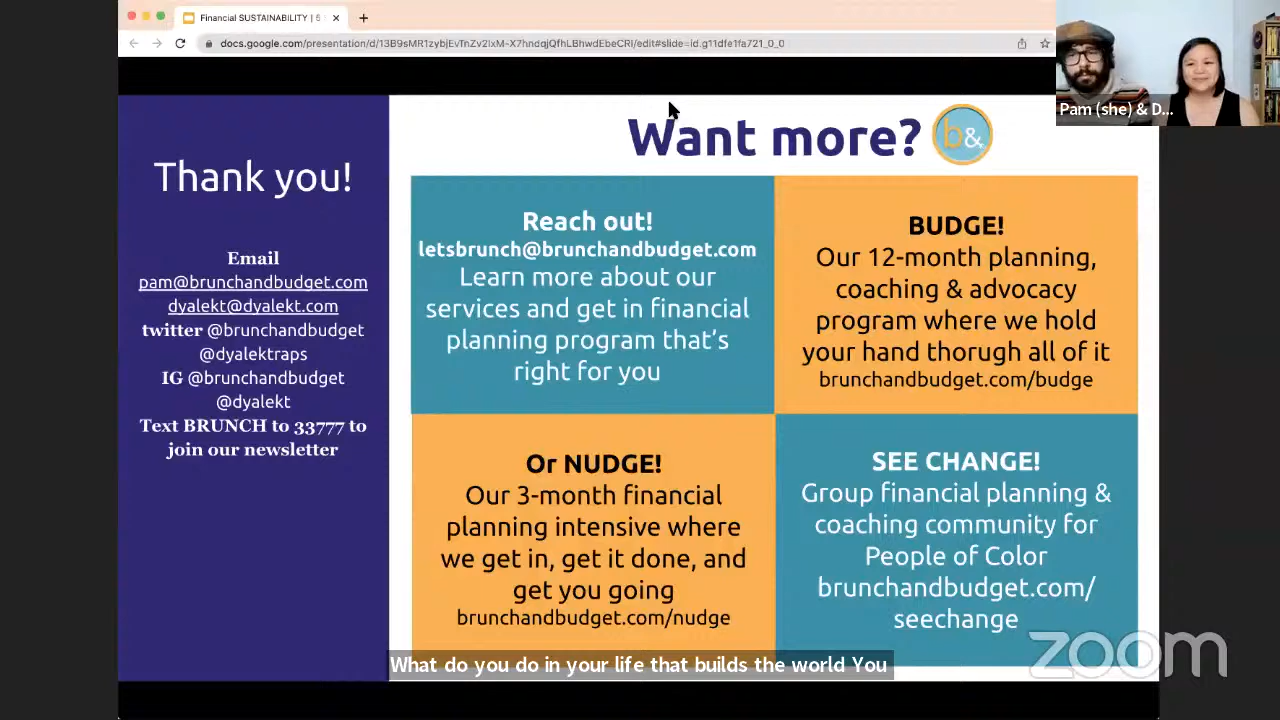 Financial SUSTAINABILITY | 5
docs.google.com/presentation/d/13B9sMR1zybjEvTnZv2IxM-X7hndqjQfhLBhwdEbeCRI/edit#slide=id.g11dfe1fa721_0_0
Pam (she) & D...
Thank you!
Email
pam@brunchandbudget.com
dyalekt@dyalekt.com
twitter @brunchandbudget
@dyalektraps
IG @brunchandbudget
@dyalekt
Text BRUNCH to 33777 to
join our newsletter
Want more?
b&
Reach out!
letsbrunch@brunchandbudget.com
Learn more about our
services and get in financial
planning program that's
right for you
BUDGE!
Our 12-month planning,
coaching & advocacy
program where we hold
your hand thorugh all of it
brunchandbudget.com/budge
Or NUDGE!
Our 3-month financial
planning intensive where
we get in, get it done, and
get you going
brunchandbudget.com/nudge
SEE CHANGE!
Group financial planning &
coaching community for
People of Color
brunchandbudget.com/
seechange
What do you do in your life that builds the world You
zoom